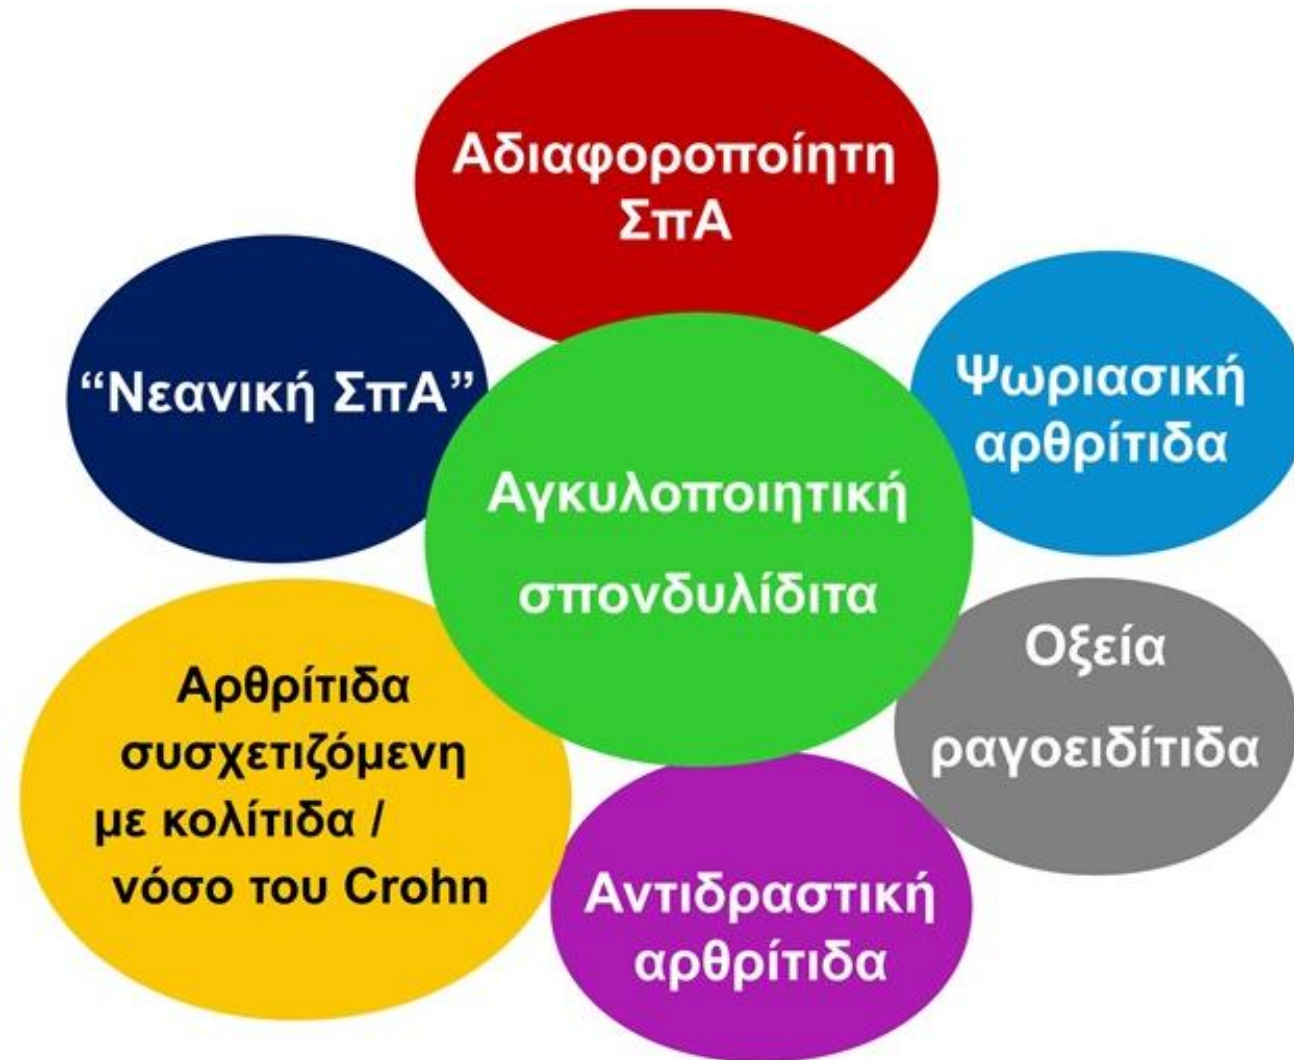 Αδιαφοροποίητη
ΣπΑ
“Νεανική ΣπΑ”
Ψωριασική
αρθρίτιδα
Αγκυλοποιητική
σπονδυλίδιτα
Αρθρίτιδα
συσχετιζόμενη
με κολίτιδα /
νόσο του Crohn
Οξεία
ραγοειδίτιδα
Αντιδραστική
αρθρίτιδα